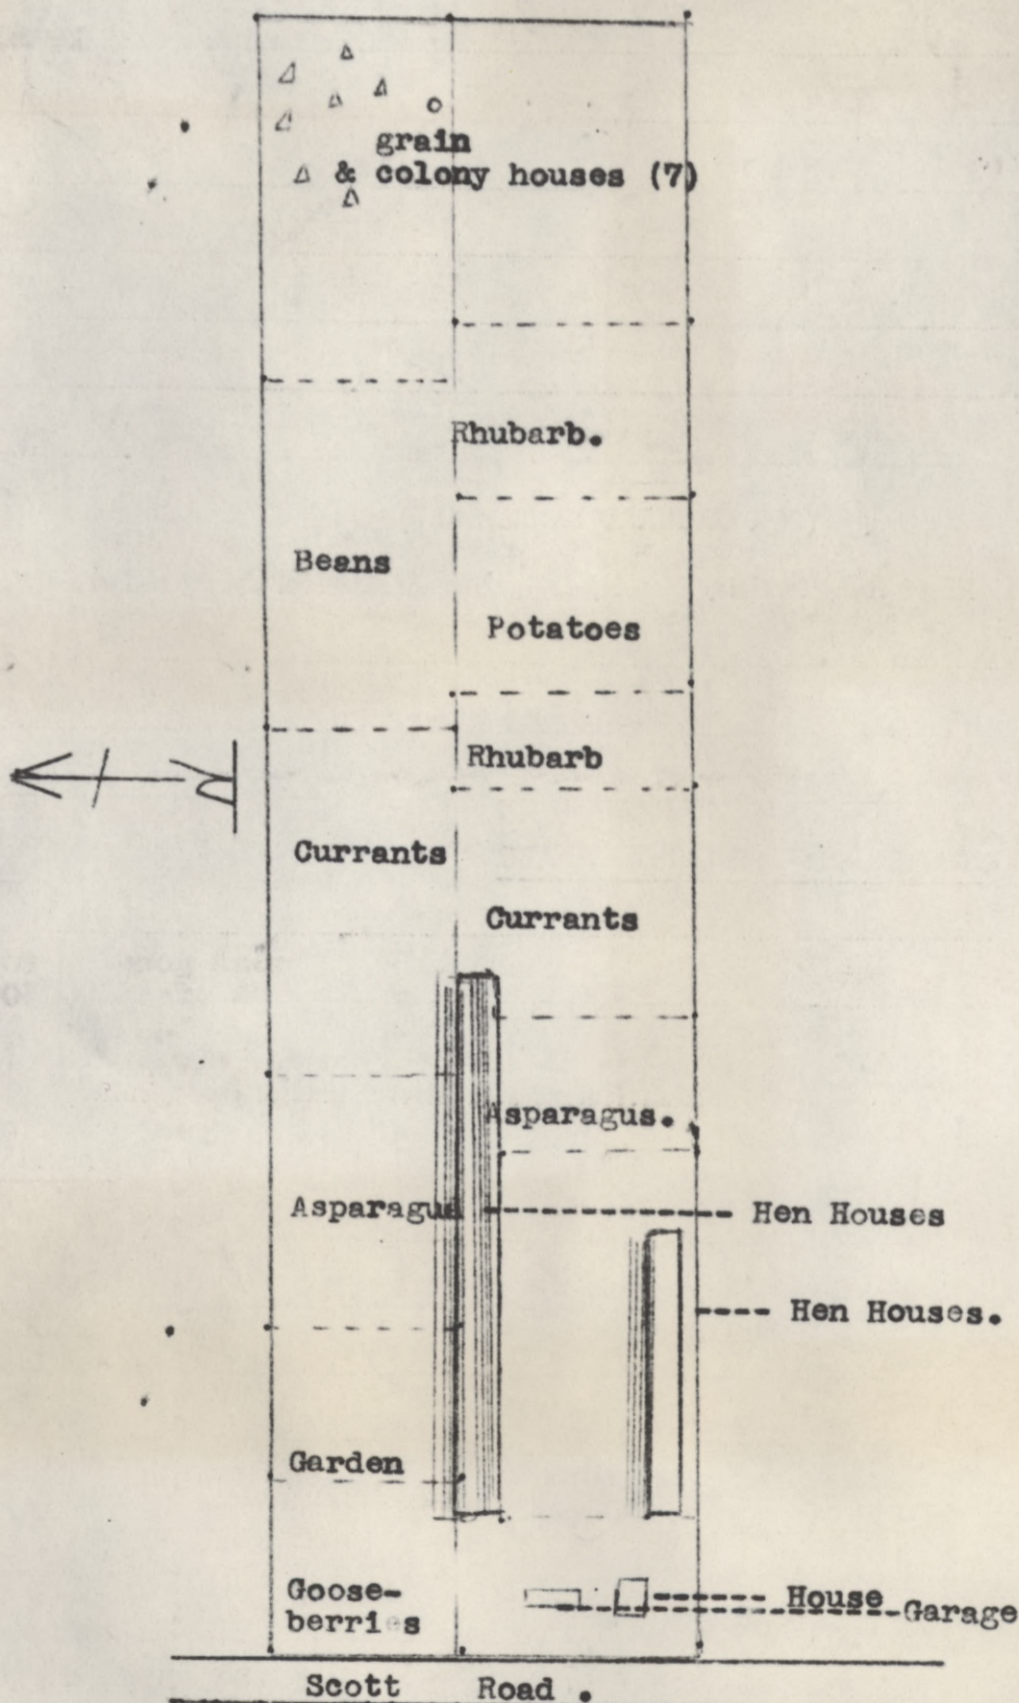 grain
& colony houses (7)
Rhubarb.
Beans
Potatoes
Rhubarb
Currants
Currants
Asparagus.
Asparagus
Hen Houses
Hen Houses.
Garden
Goose-
berries
House
Garage
Scott Road .